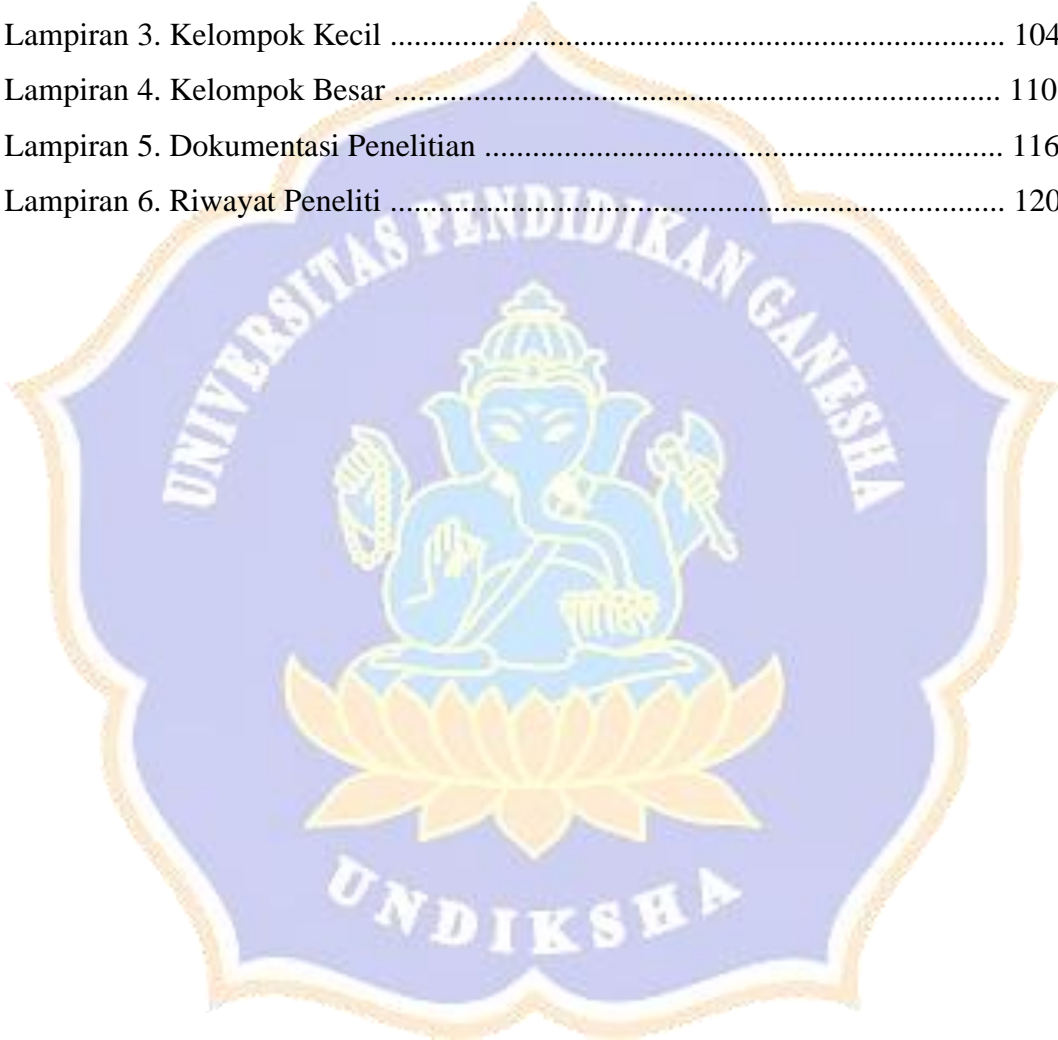 Lampiran 3. Kelompok Kecil ............................................................................. 104
Lampiran 4. Kelompok Besar ............................................................................ 110
Lampiran 5. Dokumentasi Penelitian ................................................................. 116
Lampiran 6. Riwayat Peneliti ............................................................................. 120
UNIVERSITAS PENDIDIKAN GANESHA
UNDIKSHA